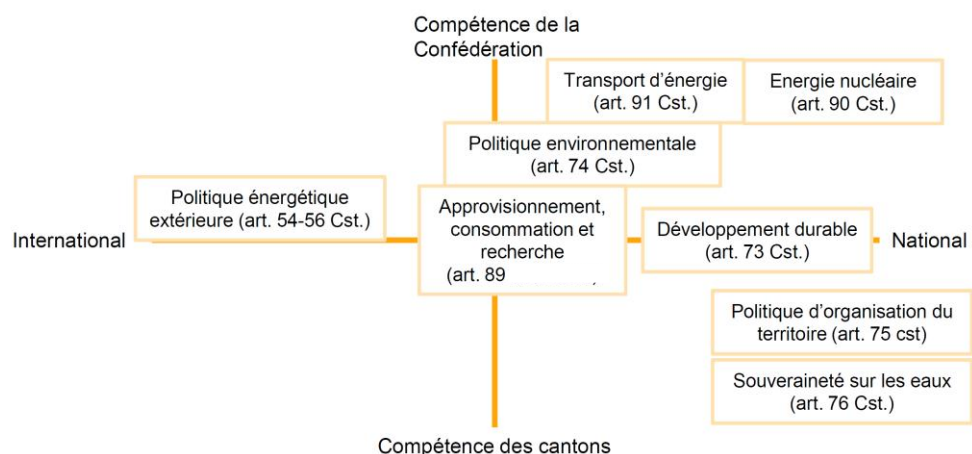 Compétence de la
Confédération
Transport d'énergie
(art. 91 Cst.)
Energie nucléaire
(art. 90 Cst.)
Politique environnementale
(art. 74 Cst.)
Politique énergétique
extérieure (art. 54-56 Cst.)
Approvisionnement,
consommation et
recherche
(art. 89
International
Développement durable
(art. 73 Cst.)
National
Politique d'organisation du
territoire (art. 75 cst)
Souveraineté sur les eaux
(art. 76 Cst.)
Compétence des cantons